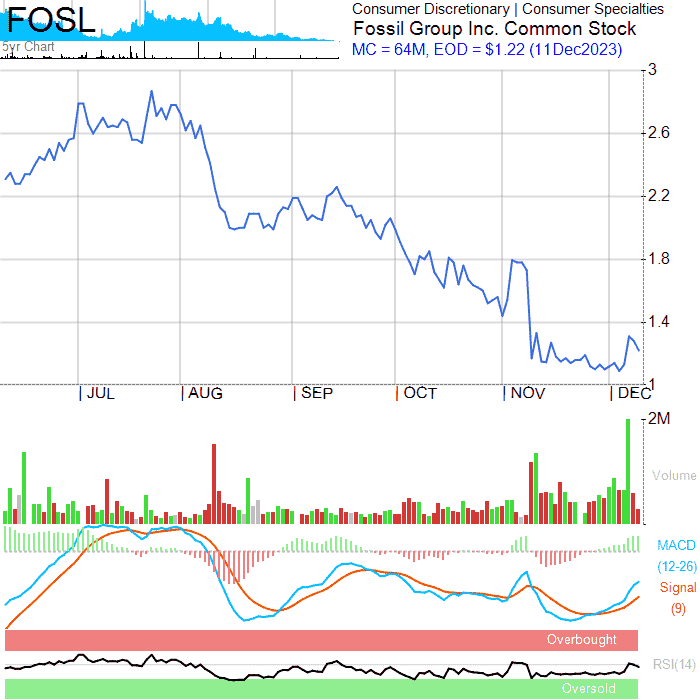 FOSL
5yr Chart
Consumer Discretionary | Consumer Specialties
Fossil Group Inc. Common Stock
MC = 64M, EOD = $1.22 (11Dec2023)
3
2.6
2.2
1.8
1.4
1
JUL AUG SEP OCT NOV DEC
2M
Volume
MACD
(12-26)
Signal
(9)
Overbought
RSI(14)
Oversold